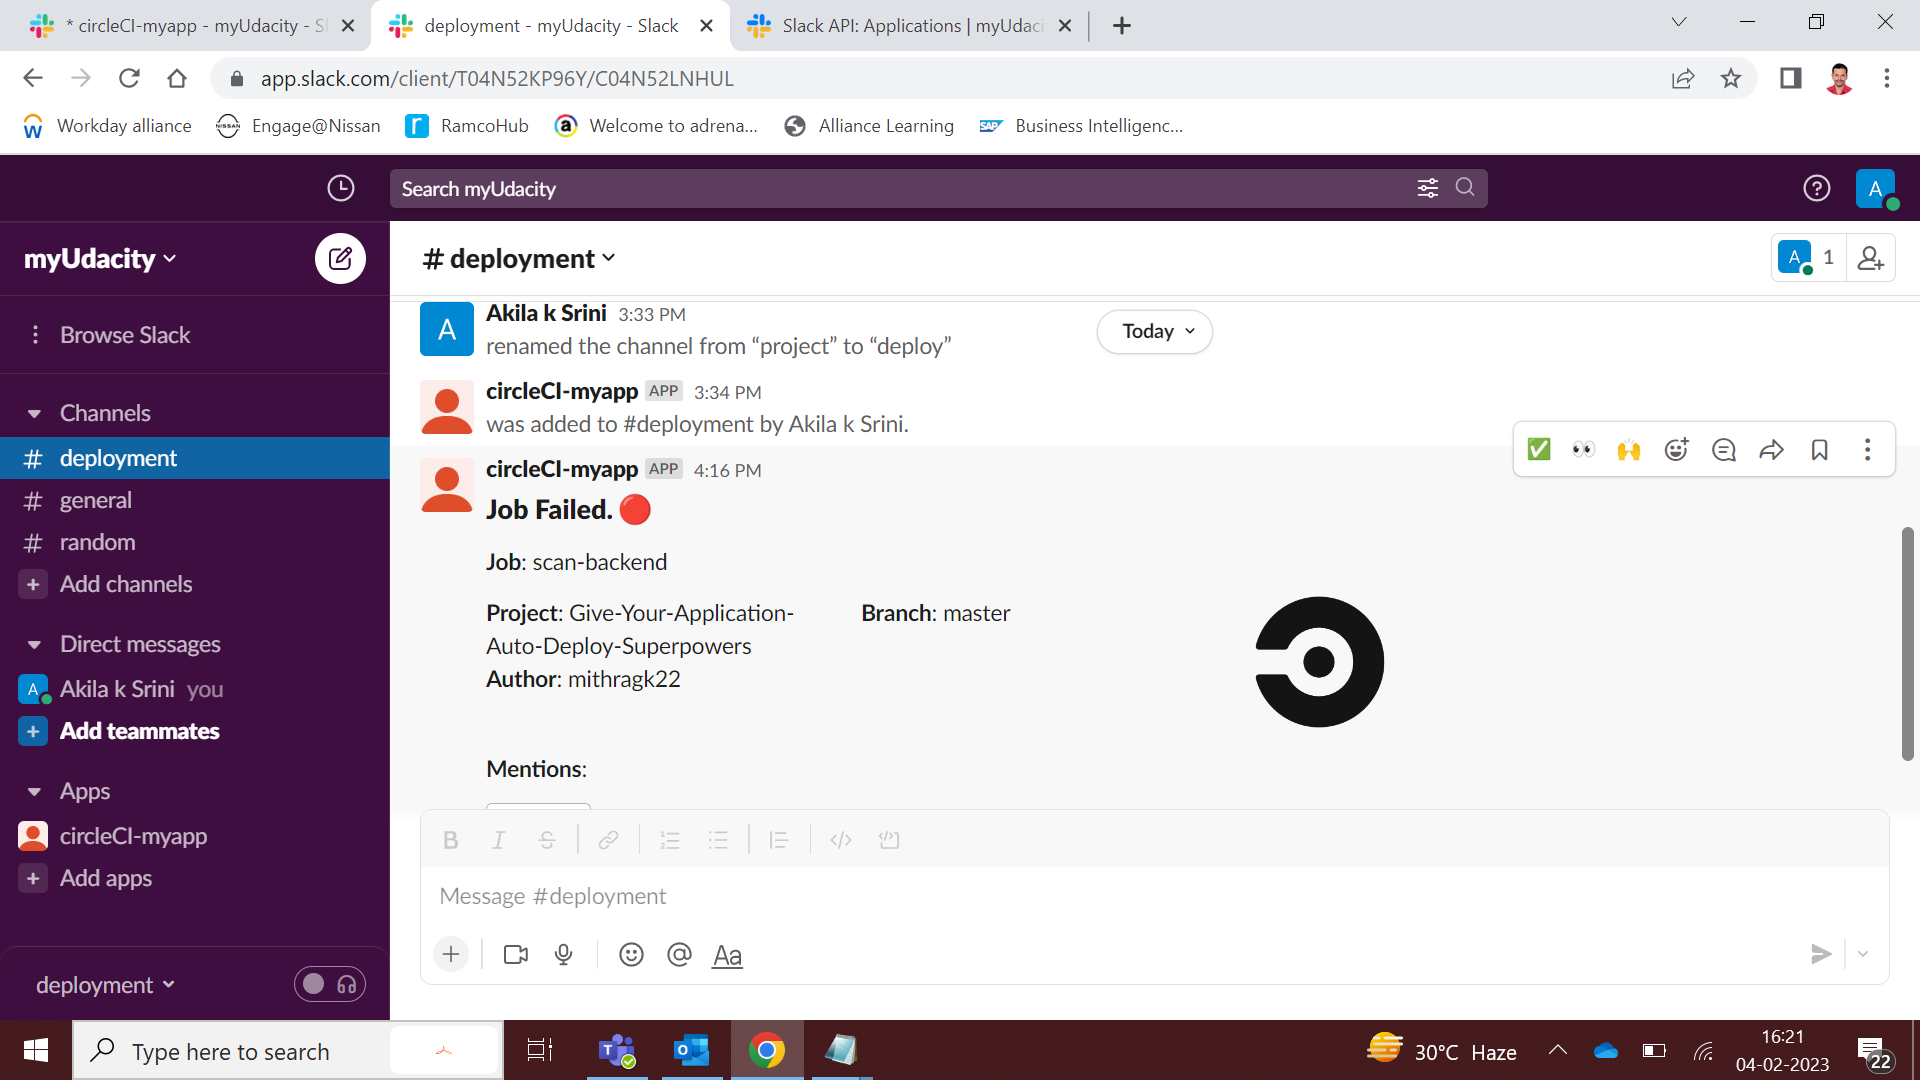 * circleCI-myapp - myUdacity - Sl
deployment - myUdacity - Slack
Slack API: Applications | myUdaci
app.slack.com/client/T04N52KP96Y/C04N52LNHUL
Workday alliance
Engage@Nissan
RamcoHub
Welcome to adrena...
Alliance Learning
Business Intelligenc...
Search myUdacity
A
myUdacity
# deployment
A 1
Browse Slack
Akila k Srini 3:33 PM
renamed the channel from “project” to “deploy”
Today
circleCI-myapp APP 3:34 PM
was added to #deployment by Akila k Srini.
Channels
# deployment
# general
# random
+ Add channels
circleCI-myapp APP 4:16 PM
Job Failed.
Job: scan-backend
Project: Give-Your-Application-
Auto-Deploy-Superpowers
Branch: master
Author: mithragk22
Mentions:
Direct messages
A Akila k Srini you
+ Add teammates
Apps
circleCI-myapp
+ Add apps
Message #deployment
Aa
deployment
Type here to search
30°C Haze
16:21
04-02-2023
22